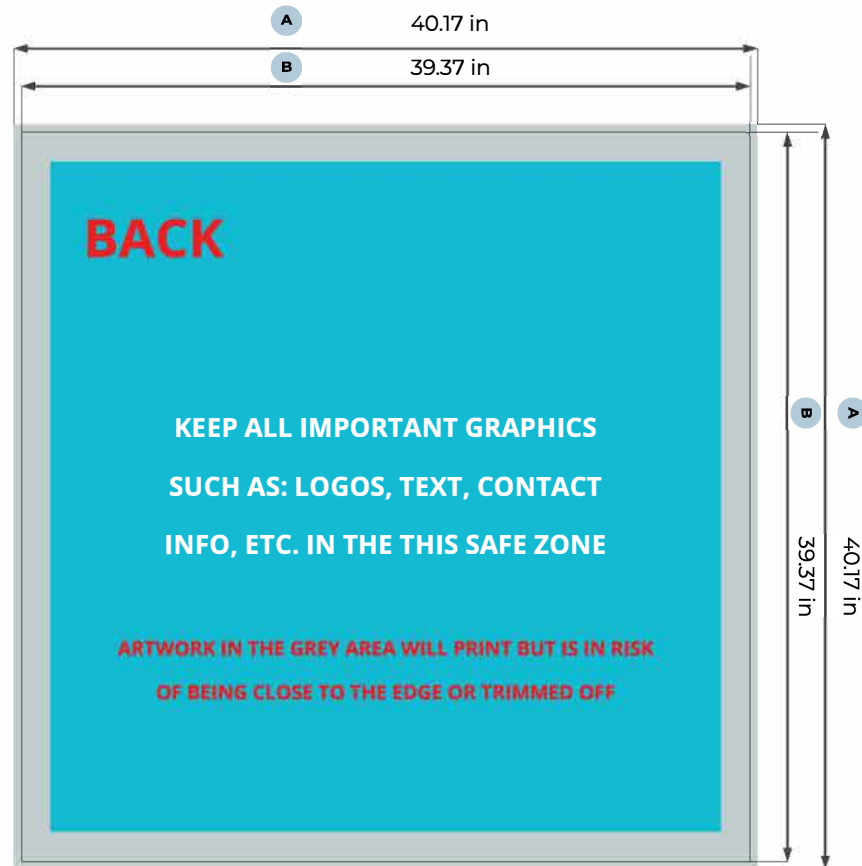 A 40.17 in
B 39.37 in
BACK
KEEP ALL IMPORTANT GRAPHICS
SUCH AS: LOGOS, TEXT, CONTACT
INFO, ETC. IN THE THIS SAFE ZONE
ARTWORK IN THE GREY AREA WILL PRINT BUT IS IN RISK
OF BEING CLOSE TO THE EDGE OR TRIMMED OFF
B 39.37 in
A 40.17 in